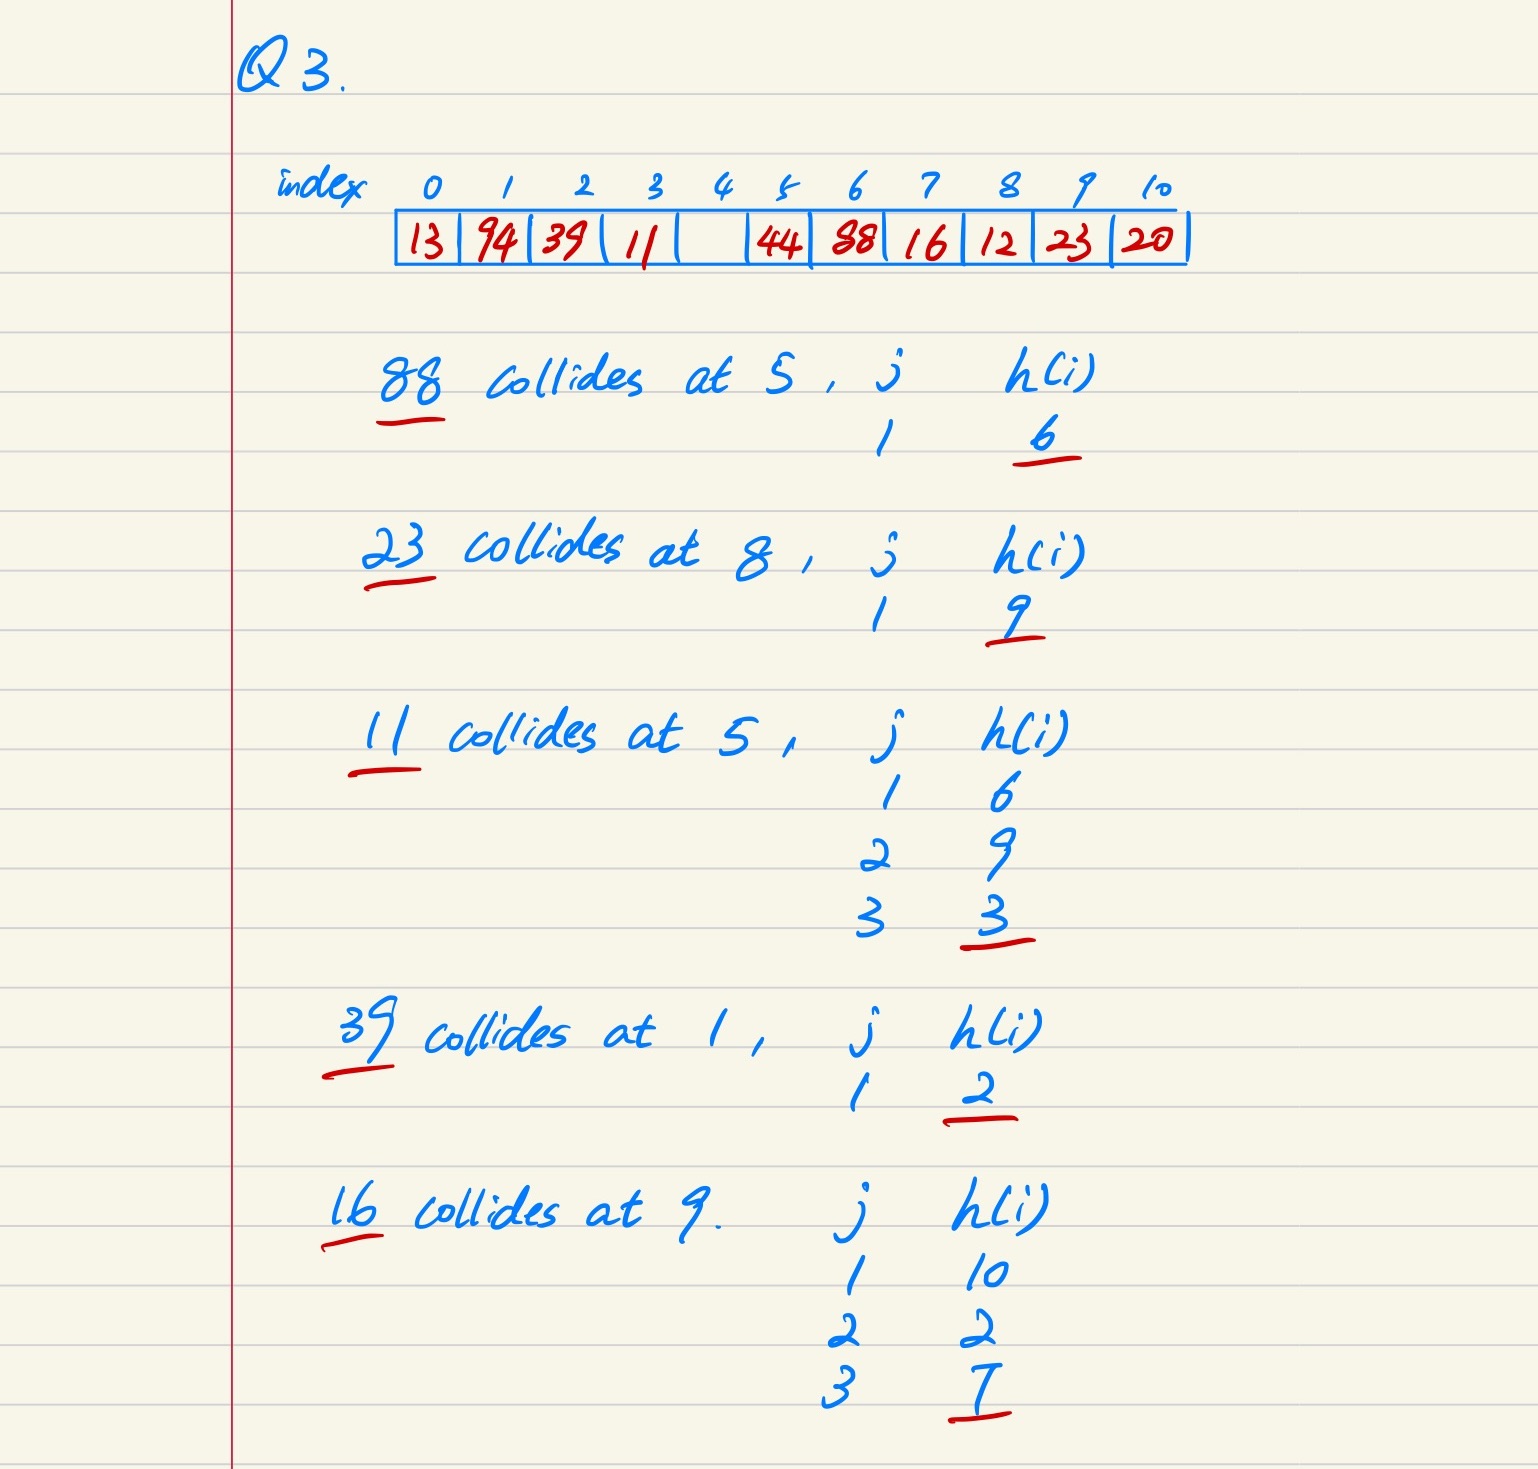 Q3.
index 0 1 2 3 4 5 6 7 8 9 10
13 94 39 11 44 88 16 12 23 20
88 collides at 5, j h(i)
1 6
23 collides at 8, j h(i)
1 9
11 collides at 5, j h(i)
1 6
2 9
3 3
39 collides at 1, j h(i)
1 2
16 collides at 9. j h(i)
1 10
2 2
3 7